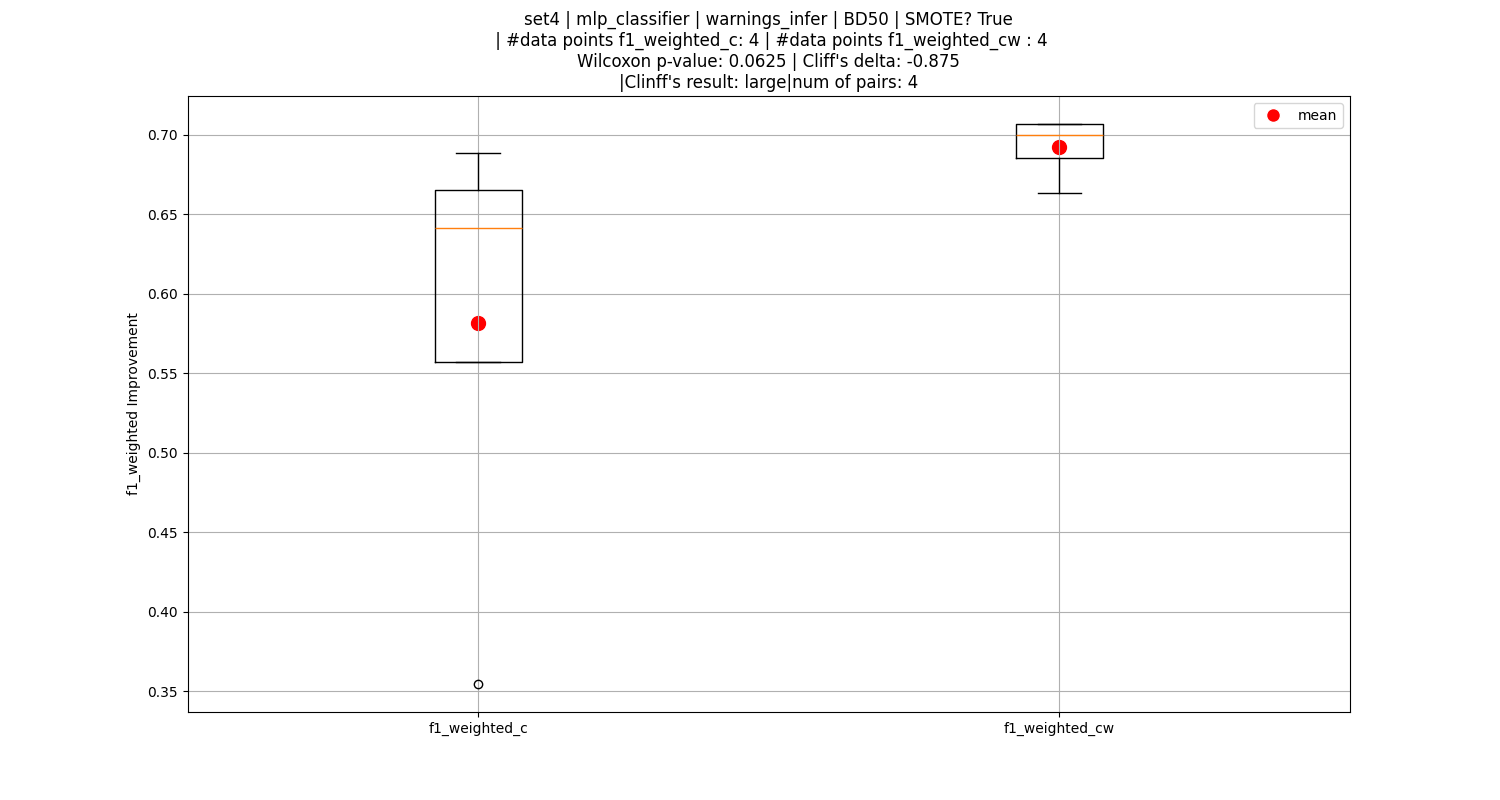 set4 | mlp_classifier | warnings_infer | BD50 | SMOTE? True
| #data points f1_weighted_c: 4 | #data points f1_weighted_cw : 4
Wilcoxon p-value: 0.0625 | Cliff's delta: -0.875
|Clinff's result: large|num of pairs: 4
mean
0.70
0.65
0.60
0.55
0.50
0.45
0.40
0.35
f1_weighted Improvement
f1_weighted_c
f1_weighted_cw